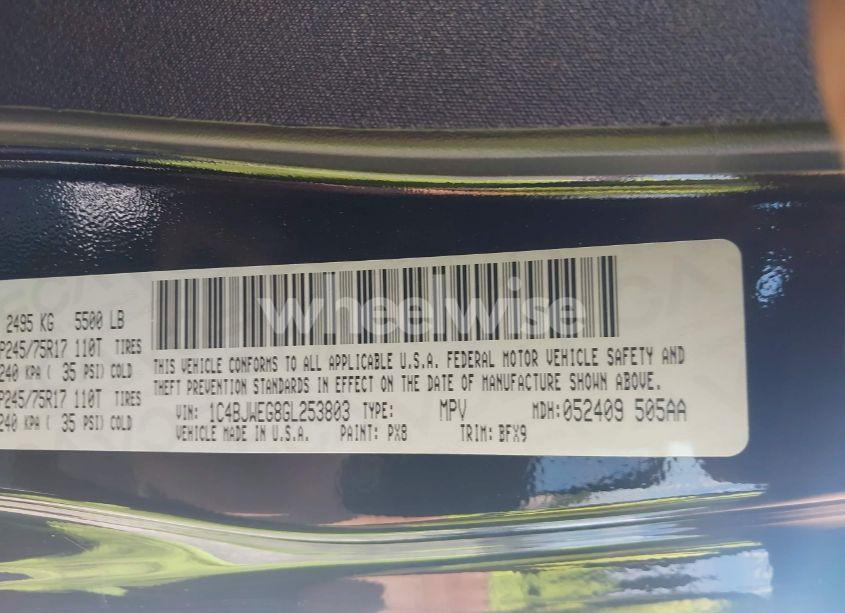 2495 KG 5500 LB
P245/75R17 110T TIRES
240 KPA ( 35 PSI) COLD
P245/75R17 110T TIRES
240 KPA ( 35 PSI) COLD
wheelwise
THIS VEHICLE CONFORMS TO ALL APPLICABLE U.S.A. FEDERAL MOTOR VEHICLE SAFETY AND
THEFT PREVENTION STANDARDS IN EFFECT ON THE DATE OF MANUFACTURE SHOWN ABOVE.
VIN: 1C4BJWEG8GL253803 TYPE: MPV MDH:052409 505AA
VEHICLE MADE IN U.S.A. PAINT: PX8 TRIM: BFX9